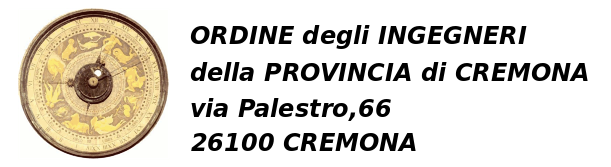 ORDINE degli INGEGNERI
della PROVINCIA di CREMONA
via Palestro,66
26100 CREMONA